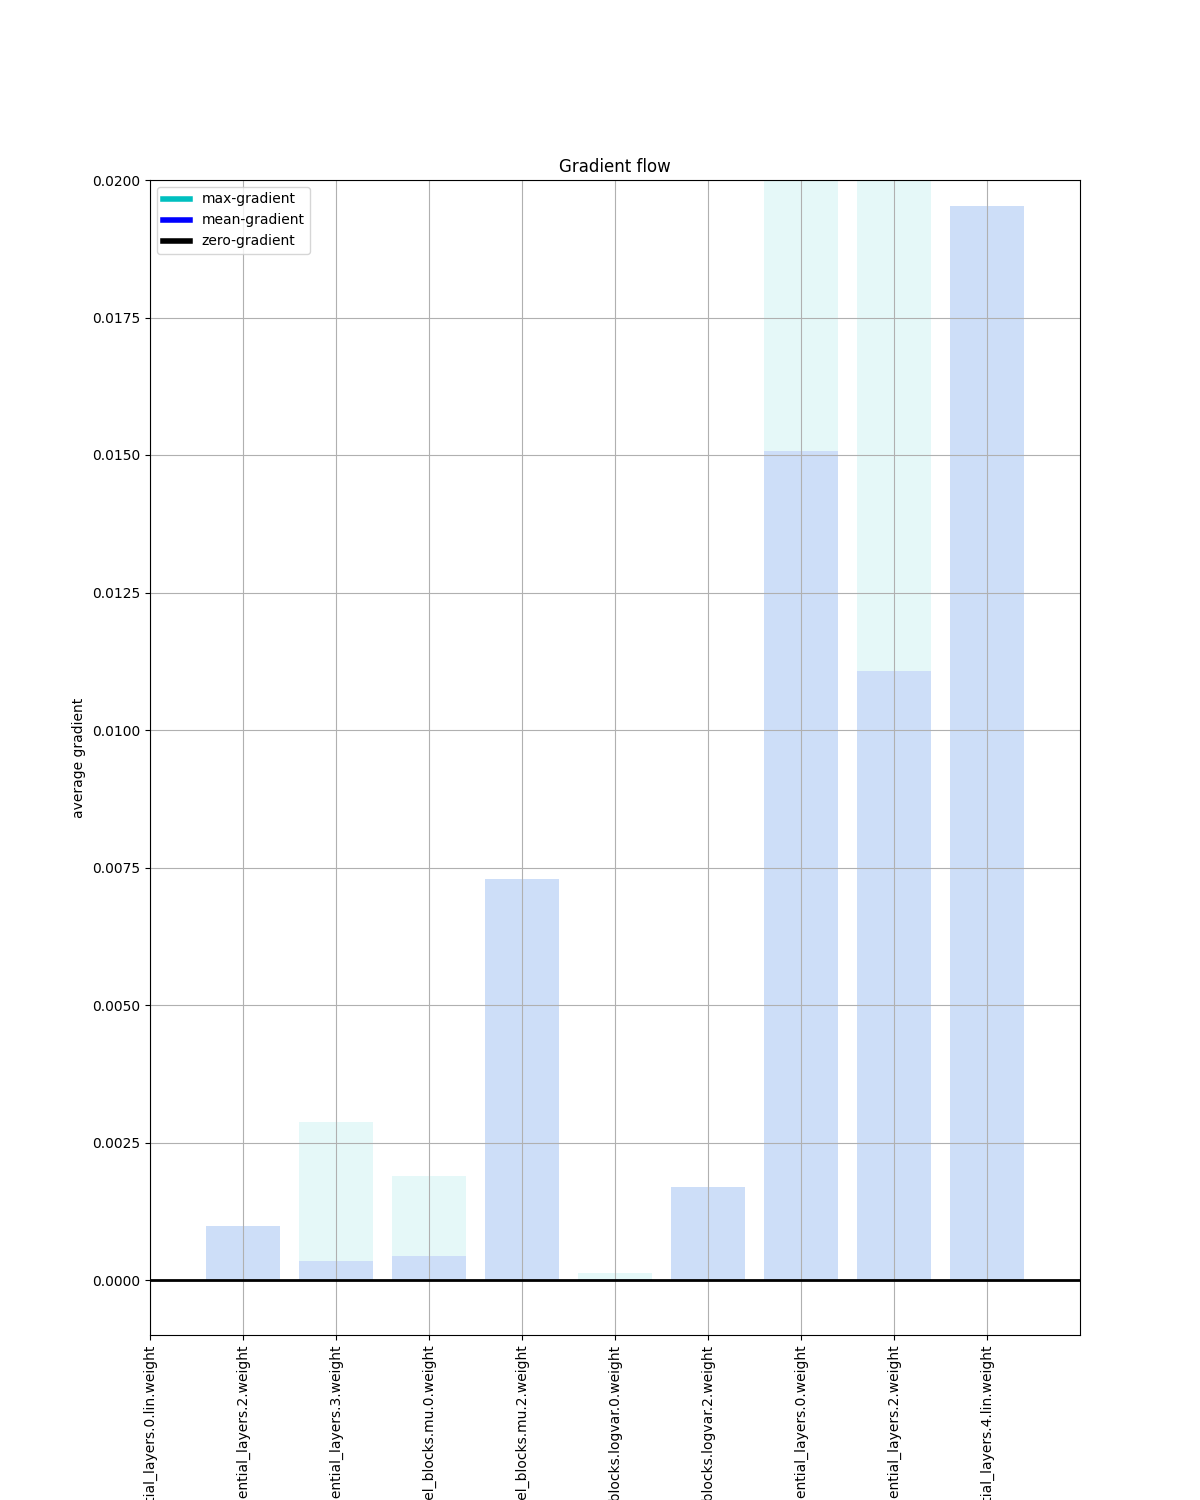 Gradient flow
max-gradient
mean-gradient
zero-gradient
0.0200
0.0175
0.0150
0.0125
0.0100
0.0075
0.0050
0.0025
0.0000
average gradient
tial_layers.0.lin.weight
ential_layers.2.weight
ential_layers.3.weight
el_blocks.mu.0.weight
el_blocks.mu.2.weight
blocks.logvar.0.weight
blocks.logvar.2.weight
ential_layers.0.weight
ential_layers.2.weight
tial_layers.4.lin.weight